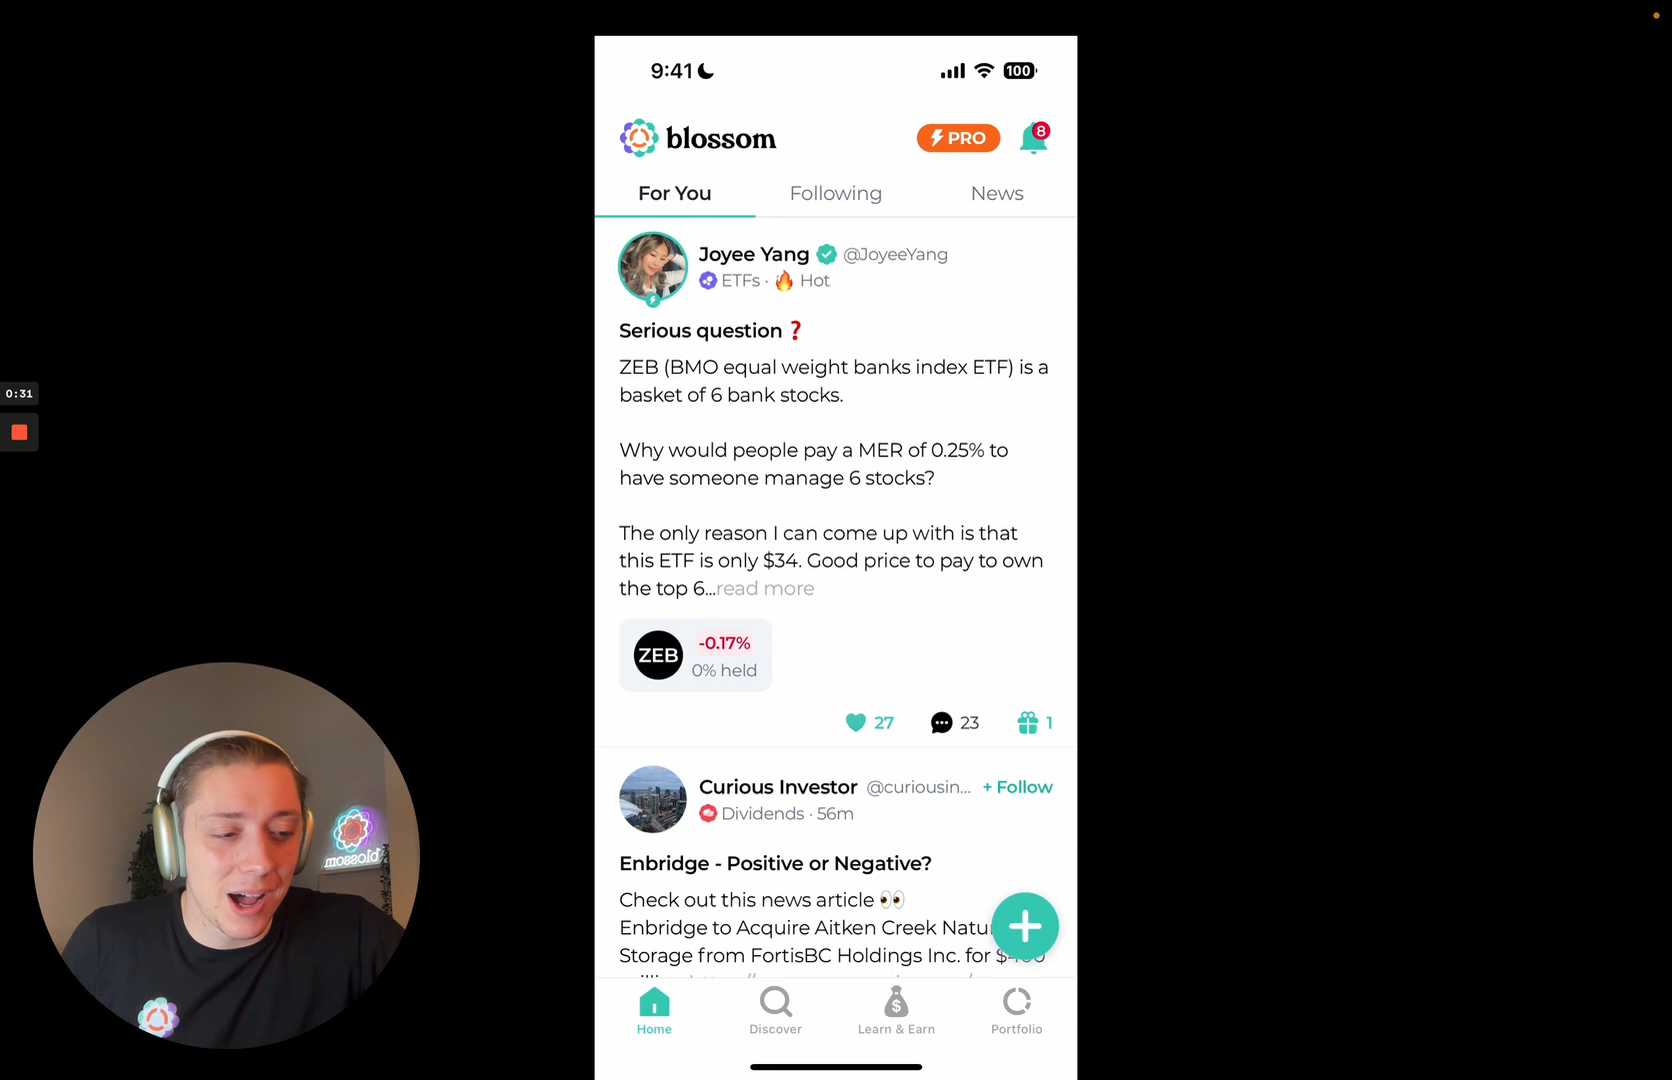 9:41
100
blossom
PRO
8
For You
Following
News
Joyee Yang @JoyeeYang
ETFs · 🔥 Hot
Serious question ❓
ZEB (BMO equal weight banks index ETF) is a
basket of 6 bank stocks.
Why would people pay a MER of 0.25% to
have someone manage 6 stocks?
The only reason I can come up with is that
this ETF is only $34. Good price to pay to own
the top 6...read more
ZEB
-0.17%
0% held
27
23
1
Curious Investor @curiousin... + Follow
Dividends · 56m
Enbridge - Positive or Negative?
Check out this news article 👀
Enbridge to Acquire Aitken Creek
Storage from FortisBC Holdings Inc. for
Home
Discover
Learn & Earn
Portfolio
0:31
blossom